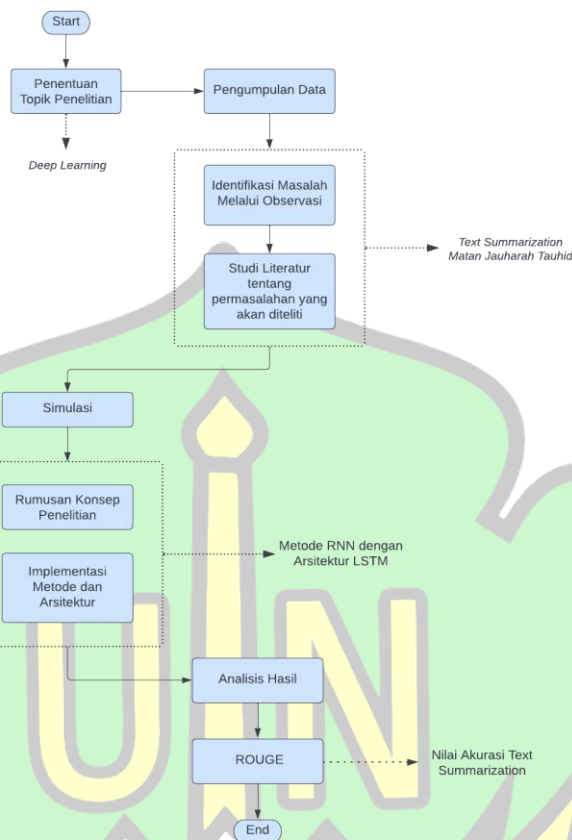 Start
Penentuan
Topik Penelitian
Pengumpulan Data
Deep Learning
Identifikasi Masalah
Melalui Observasi
Text Summarization
Matan Jauharah Tauhid
Studi Literatur
tentang
permasalahan yang
akan diteliti
Simulasi
Rumusan Konsep
Penelitian
Metode RNN dengan
Arsitektur LSTM
Implementasi
Metode dan
Arsitektur
UIN
Analisis Hasil
ROUGE
Nilai Akurasi Text
Summarization
End